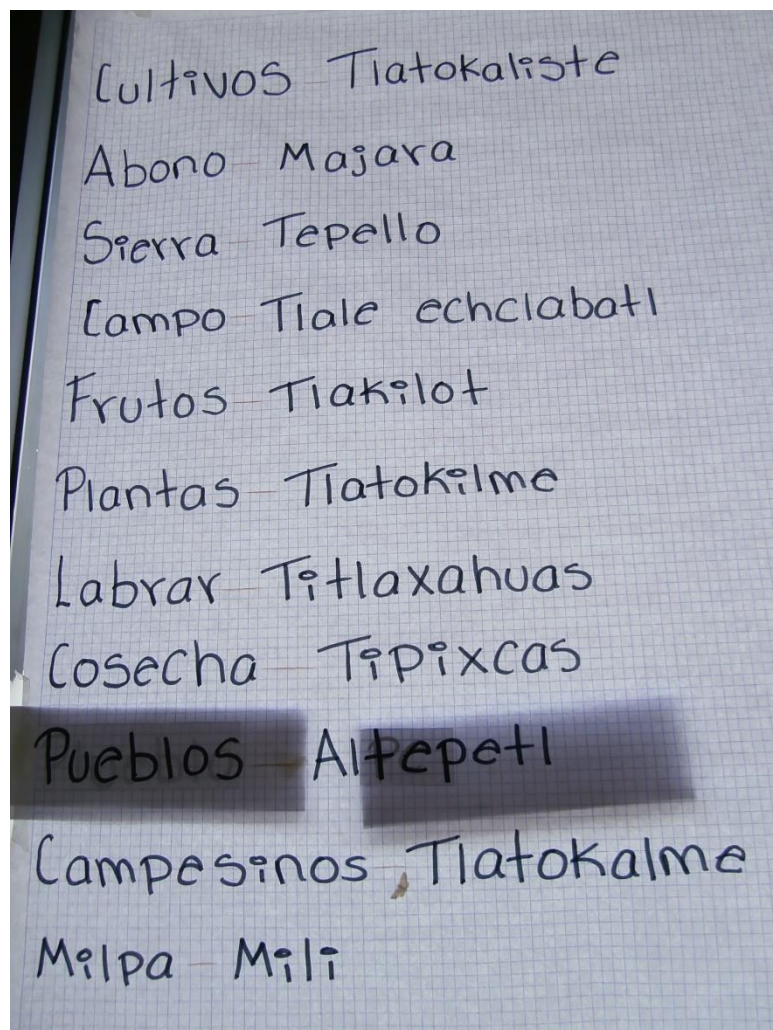 Cultivos Tlatokaliste
Abono Majara
Sierra Tepello
Campo Tlale echclabatl
Frutos Tlakilot
Plantas Tlatokilme
Labrar Titlaxahuas
Cosecha Tipixcas
Pueblos Altepetl
Campesinos Tlatokalme
Milpa Mili